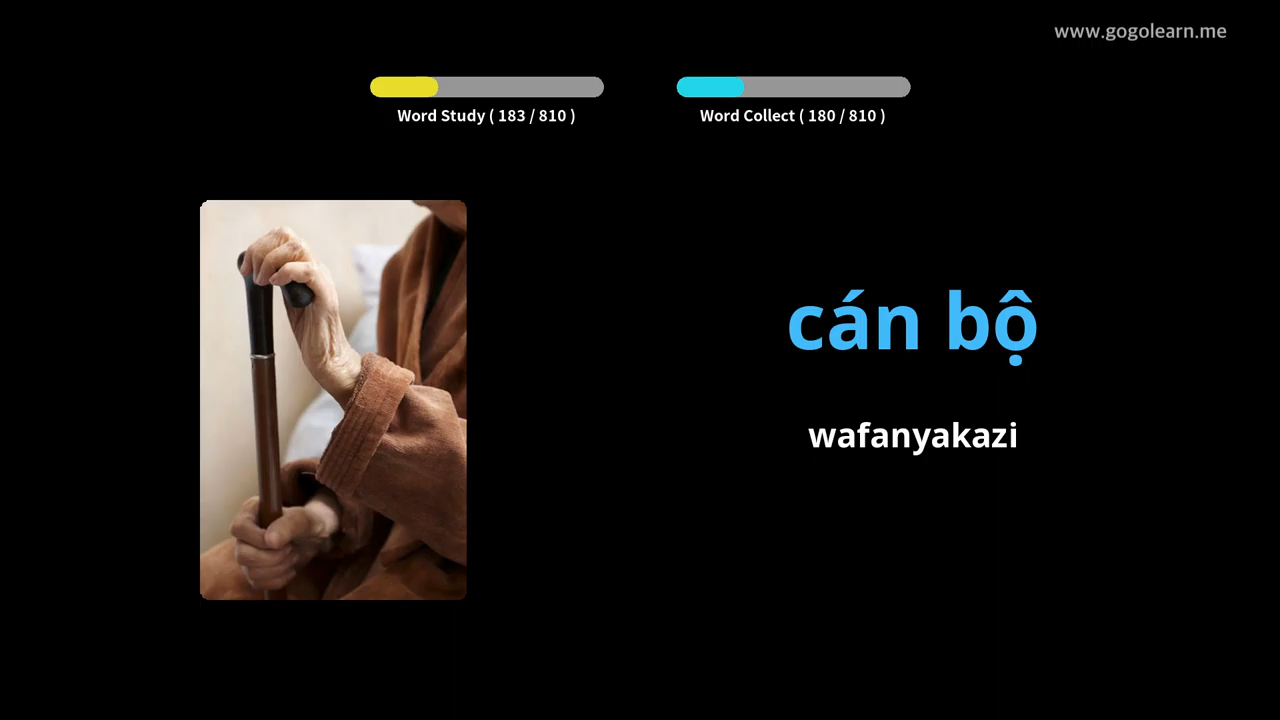 www.gogolearn.me
Word Study ( 183 / 810 )
Word Collect ( 180 / 810 )
cán bộ
wafanyakazi